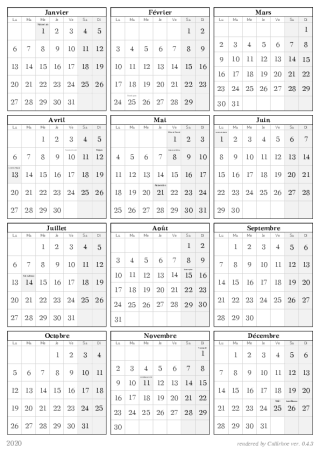 Janvier
Lu Ma Me Je Ve Sa Di
1 2 3 4 5
6 7 8 9 10 11 12
13 14 15 16 17 18 19
20 21 22 23 24 25 26
27 28 29 30 31
Février
Lu Ma Me Je Ve Sa Di
1 2
3 4 5 6 7 8 9
10 11 12 13 14 15 16
17 18 19 20 21 22 23
24 25 26 27 28 29
Mars
Lu Ma Me Je Ve Sa Di
1
2 3 4 5 6 7 8
9 10 11 12 13 14 15
16 17 18 19 20 21 22
23 24 25 26 27 28 29
30 31
Avril
Lu Ma Me Je Ve Sa Di
1 2 3 4 5
6 7 8 9 10 11 12
13 14 15 16 17 18 19
20 21 22 23 24 25 26
27 28 29 30
Mai
Lu Ma Me Je Ve Sa Di
1 2 3
4 5 6 7 8 9 10
11 12 13 14 15 16 17
18 19 20 21 22 23 24
25 26 27 28 29 30 31
Juin
Lu Ma Me Je Ve Sa Di
1 2 3 4 5 6 7
8 9 10 11 12 13 14
15 16 17 18 19 20 21
22 23 24 25 26 27 28
29 30
Juillet
Lu Ma Me Je Ve Sa Di
1 2 3 4 5
6 7 8 9 10 11 12
13 14 15 16 17 18 19
20 21 22 23 24 25 26
27 28 29 30 31
Août
Lu Ma Me Je Ve Sa Di
1 2
3 4 5 6 7 8 9
10 11 12 13 14 15 16
17 18 19 20 21 22 23
24 25 26 27 28 29 30
31
Septembre
Lu Ma Me Je Ve Sa Di
1 2 3 4 5 6
7 8 9 10 11 12 13
14 15 16 17 18 19 20
21 22 23 24 25 26 27
28 29 30
Octobre
Lu Ma Me Je Ve Sa Di
1 2 3 4
5 6 7 8 9 10 11
12 13 14 15 16 17 18
19 20 21 22 23 24 25
26 27 28 29 30 31
Novembre
Lu Ma Me Je Ve Sa Di
1
2 3 4 5 6 7 8
9 10 11 12 13 14 15
16 17 18 19 20 21 22
23 24 25 26 27 28 29
30
Décembre
Lu Ma Me Je Ve Sa Di
1 2 3 4 5 6
7 8 9 10 11 12 13
14 15 16 17 18 19 20
21 22 23 24 25 26 27
28 29 30 31
2020
rendered by Calkrline ver. 0.4.3